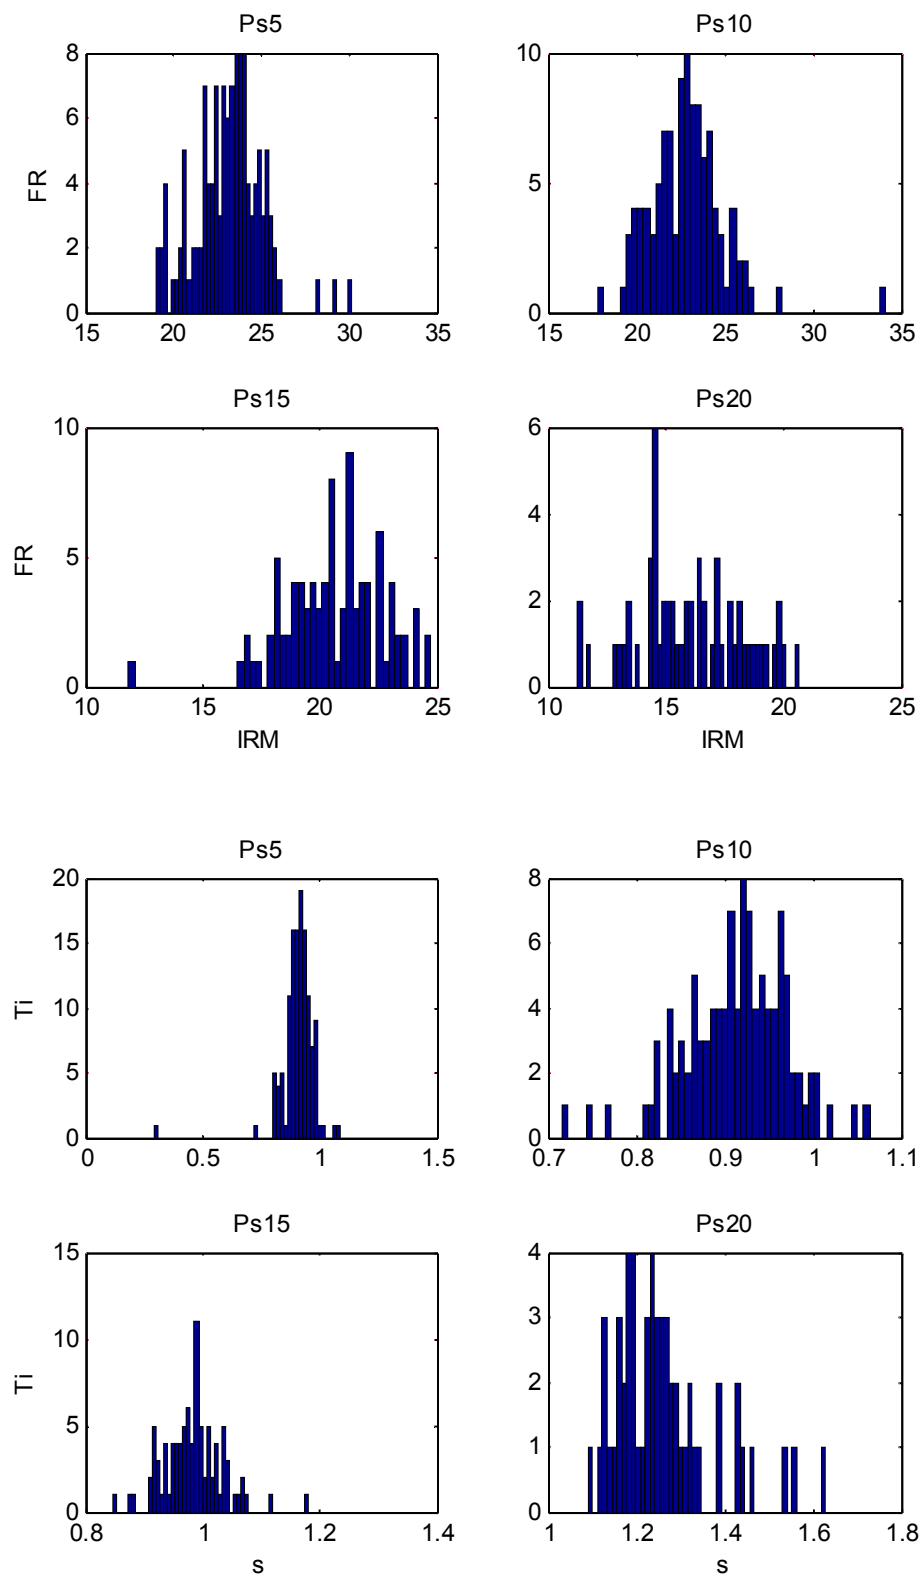 Ps5 Ps10
8 10
6
FR 4 5
2
0 0
15 20 25 30 35 15 20 25 30 35
Ps15 Ps20
10 6
4
FR 5
2
0 0
10 15 20 25 10 15 20 25
IRM IRM
Ps5 Ps10
20 8
15 6
Ti 10 4
5 2
0 0
0 0.5 1 1.5 0.7 0.8 0.9 1 1.1
Ps15 Ps20
15 4
3
10
Ti 2
5
1
0 0
0.8 1 1.2 1.4 1 1.2 1.4 1.6 1.8
s s